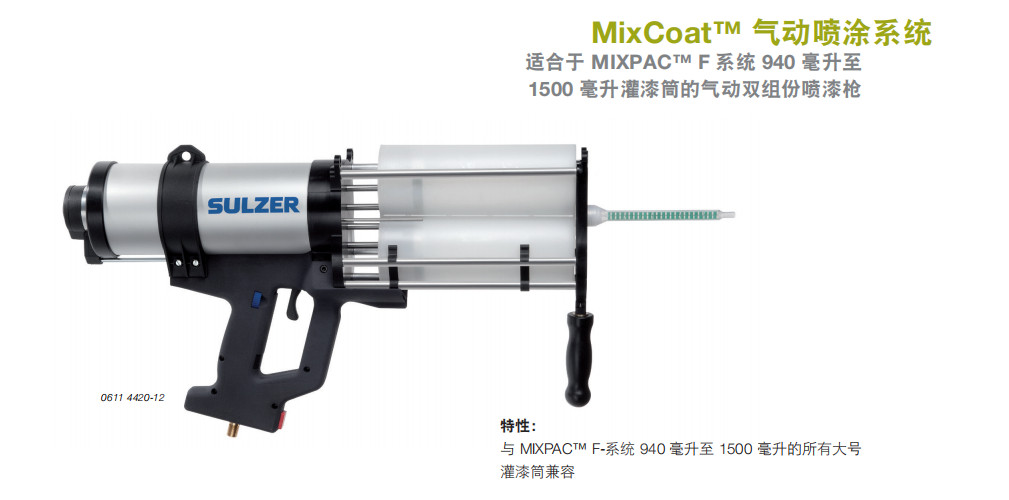 MixCoat™ 气动喷涂系统
适合于 MIXPAC™ F 系统 940 毫升至
1500 毫升灌漆筒的气动双组份喷漆枪
SULZER
0611 4420-12
特性：
与 MIXPAC™ F-系统 940 毫升至 1500 毫升的所有大号
灌漆筒兼容